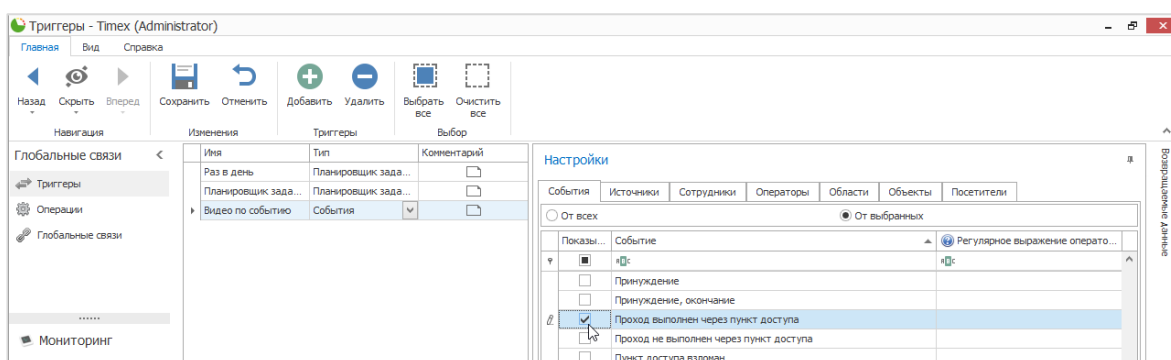 Триггеры - Timex (Administrator)
Главная Вид Справка
Назад Скрыть Вперед Сохранить Отменить Добавить Удалить Выбрать все Очистить все
Навигация Изменения Триггеры Выбор
Глобальные связи
Триггеры
Операции
Глобальные связи
Мониторинг
Имя Тип Комментарий
Раз в день Планировщик зада...
Планировщик зада... Планировщик зада...
Видео по событию События
Настройки
События Источники Сотрудники Операторы Области Объекты Посетители
От всех От выбранных
Показы... Событие Регулярное выражение операто...
Принуждение
Принуждение, окончание
Проход выполнен через пункт доступа
Проход не выполнен через пункт доступа
Пункт доступа взломан
Возвращаемые данные